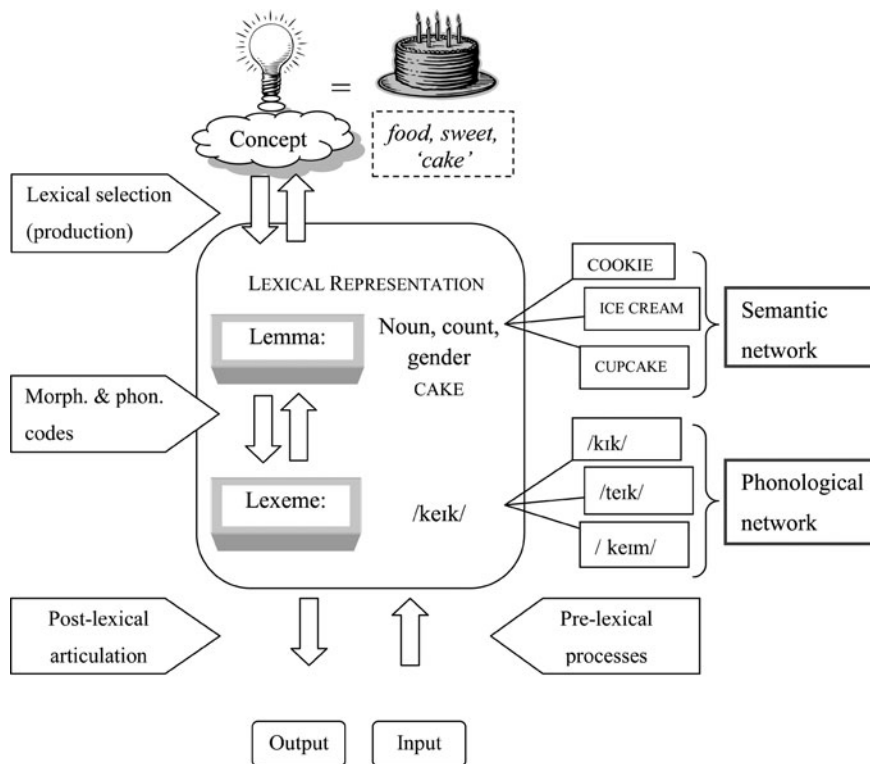 =
Concept
food, sweet,
‘cake’
Lexical selection
(production)
LEXICAL REPRESENTATION
Lemma:
Noun, count,
gender
CAKE
COOKIE
ICE CREAM
CUPCAKE
Semantic
network
Morph. & phon.
codes
Lexeme:
/keɪk/
/kɪk/
/teɪk/
/ keɪm/
Phonological
network
Post-lexical
articulation
Pre-lexical
processes
Output
Input